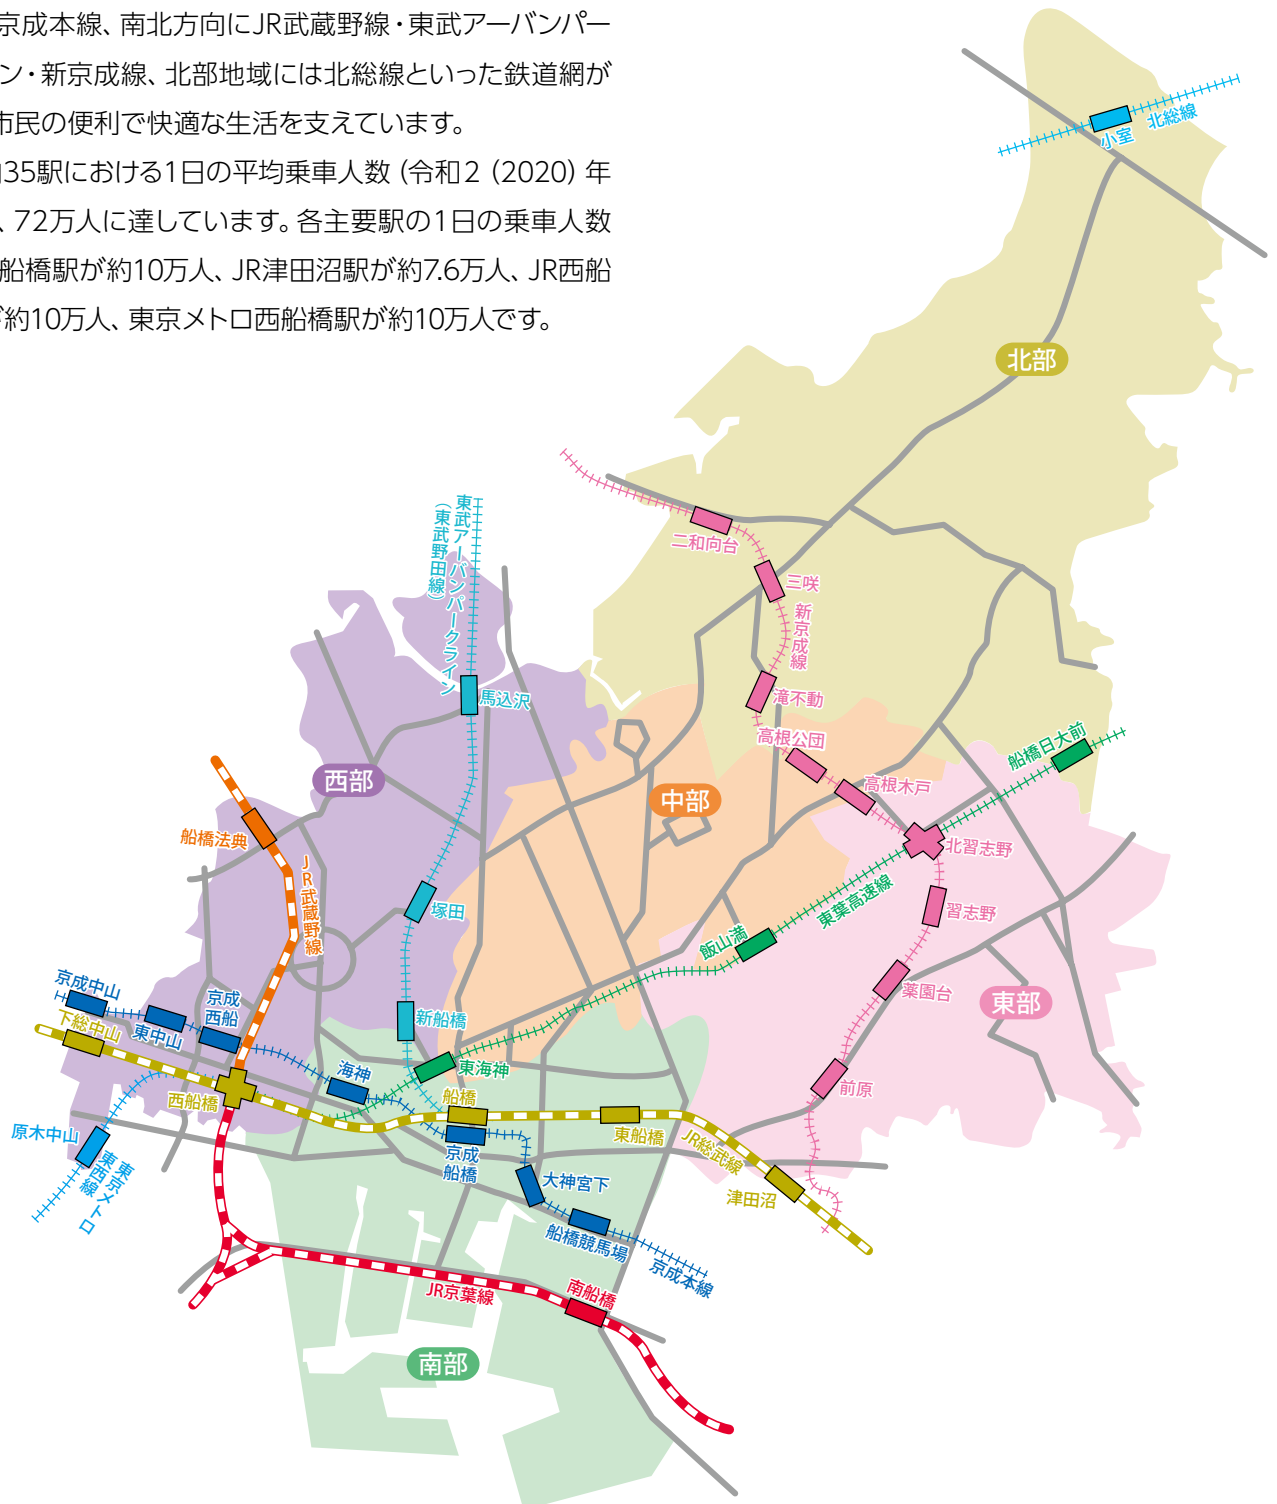 京成本線、南北方向にJR武蔵野線・東武アーバンパー
ン・新京成線、北部地域には北総線といった鉄道網が
市民の便利で快適な生活を支えています。
35駅における1日の平均乗車人数（令和2（2020）年
、72万人に達しています。各主要駅の1日の乗車人数
船橋駅が約10万人、JR津田沼駅が約7.6万人、JR西船
約10万人、東京メトロ西船橋駅が約10万人です。
小室
北総線
北部
二和向台
三咲
新京成線
東武アーバンパークライン
（東武野田線）
馬込沢
滝不動
高根公団
高根木戸
船橋日大前
西部
中部
船橋法典
JR武蔵野線
北習志野
東葉高速線
習志野
塚田
飯山満
薬園台
東部
京成中山
東中山
京成
西船
下総中山
新船橋
東海神
海神
前原
西船橋
船橋
東船橋
JR総武線
原木中山
東京メトロ
東西線
京成
船橋
大神宮下
津田沼
船橋競馬場
京成本線
JR京葉線
南船橋
南部